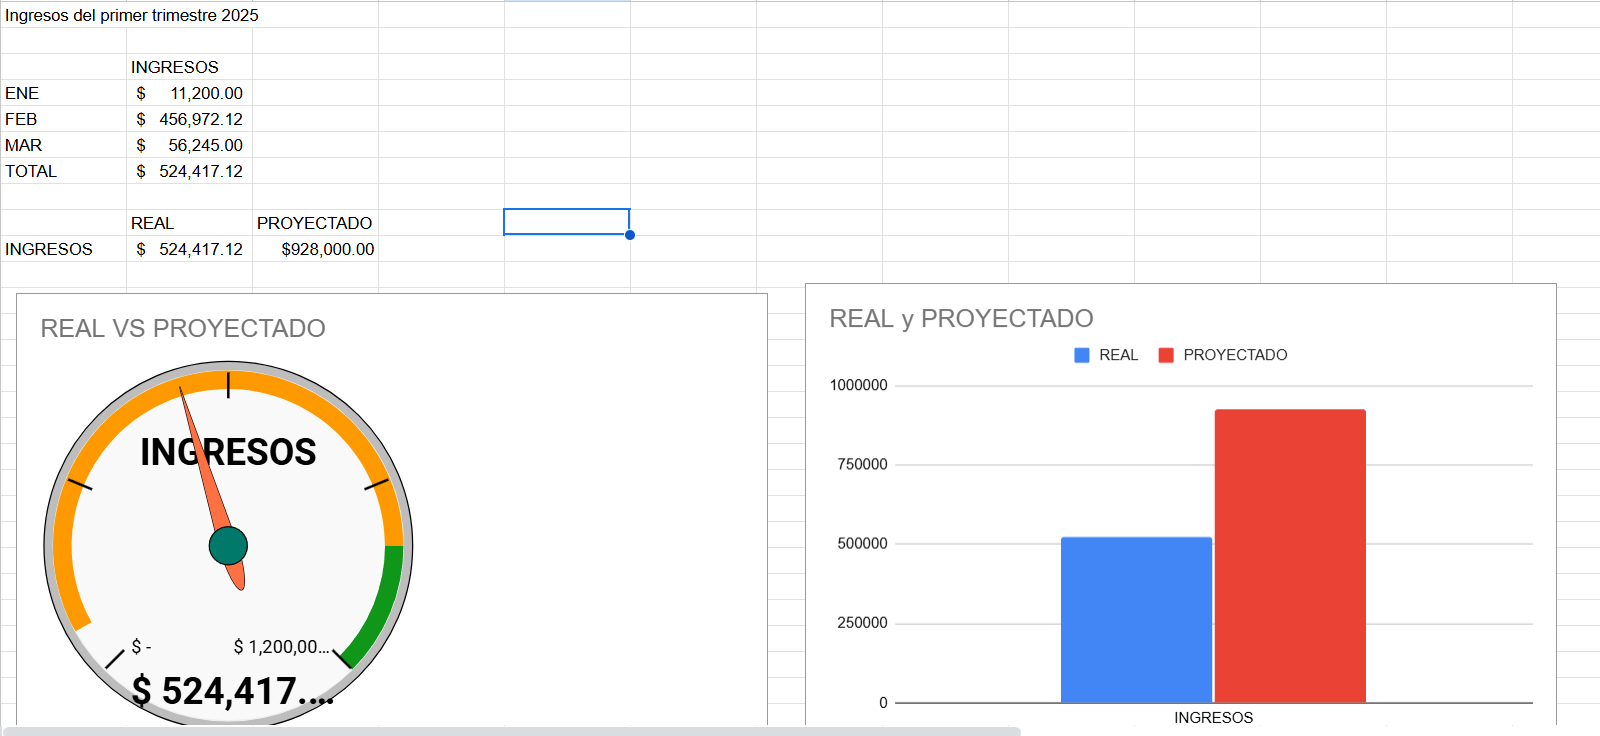 Ingresos del primer trimestre 2025
INGRESOS
ENE $ 11,200.00
FEB $ 456,972.12
MAR $ 56,245.00
TOTAL $ 524,417.12
REAL PROYECTADO
INGRESOS $ 524,417.12 $928,000.00
REAL VS PROYECTADO
INGRESOS
$ - $ 1,200,00...
$ 524,417....
REAL y PROYECTADO
REAL PROYECTADO
1000000
750000
500000
250000
0
INGRESOS